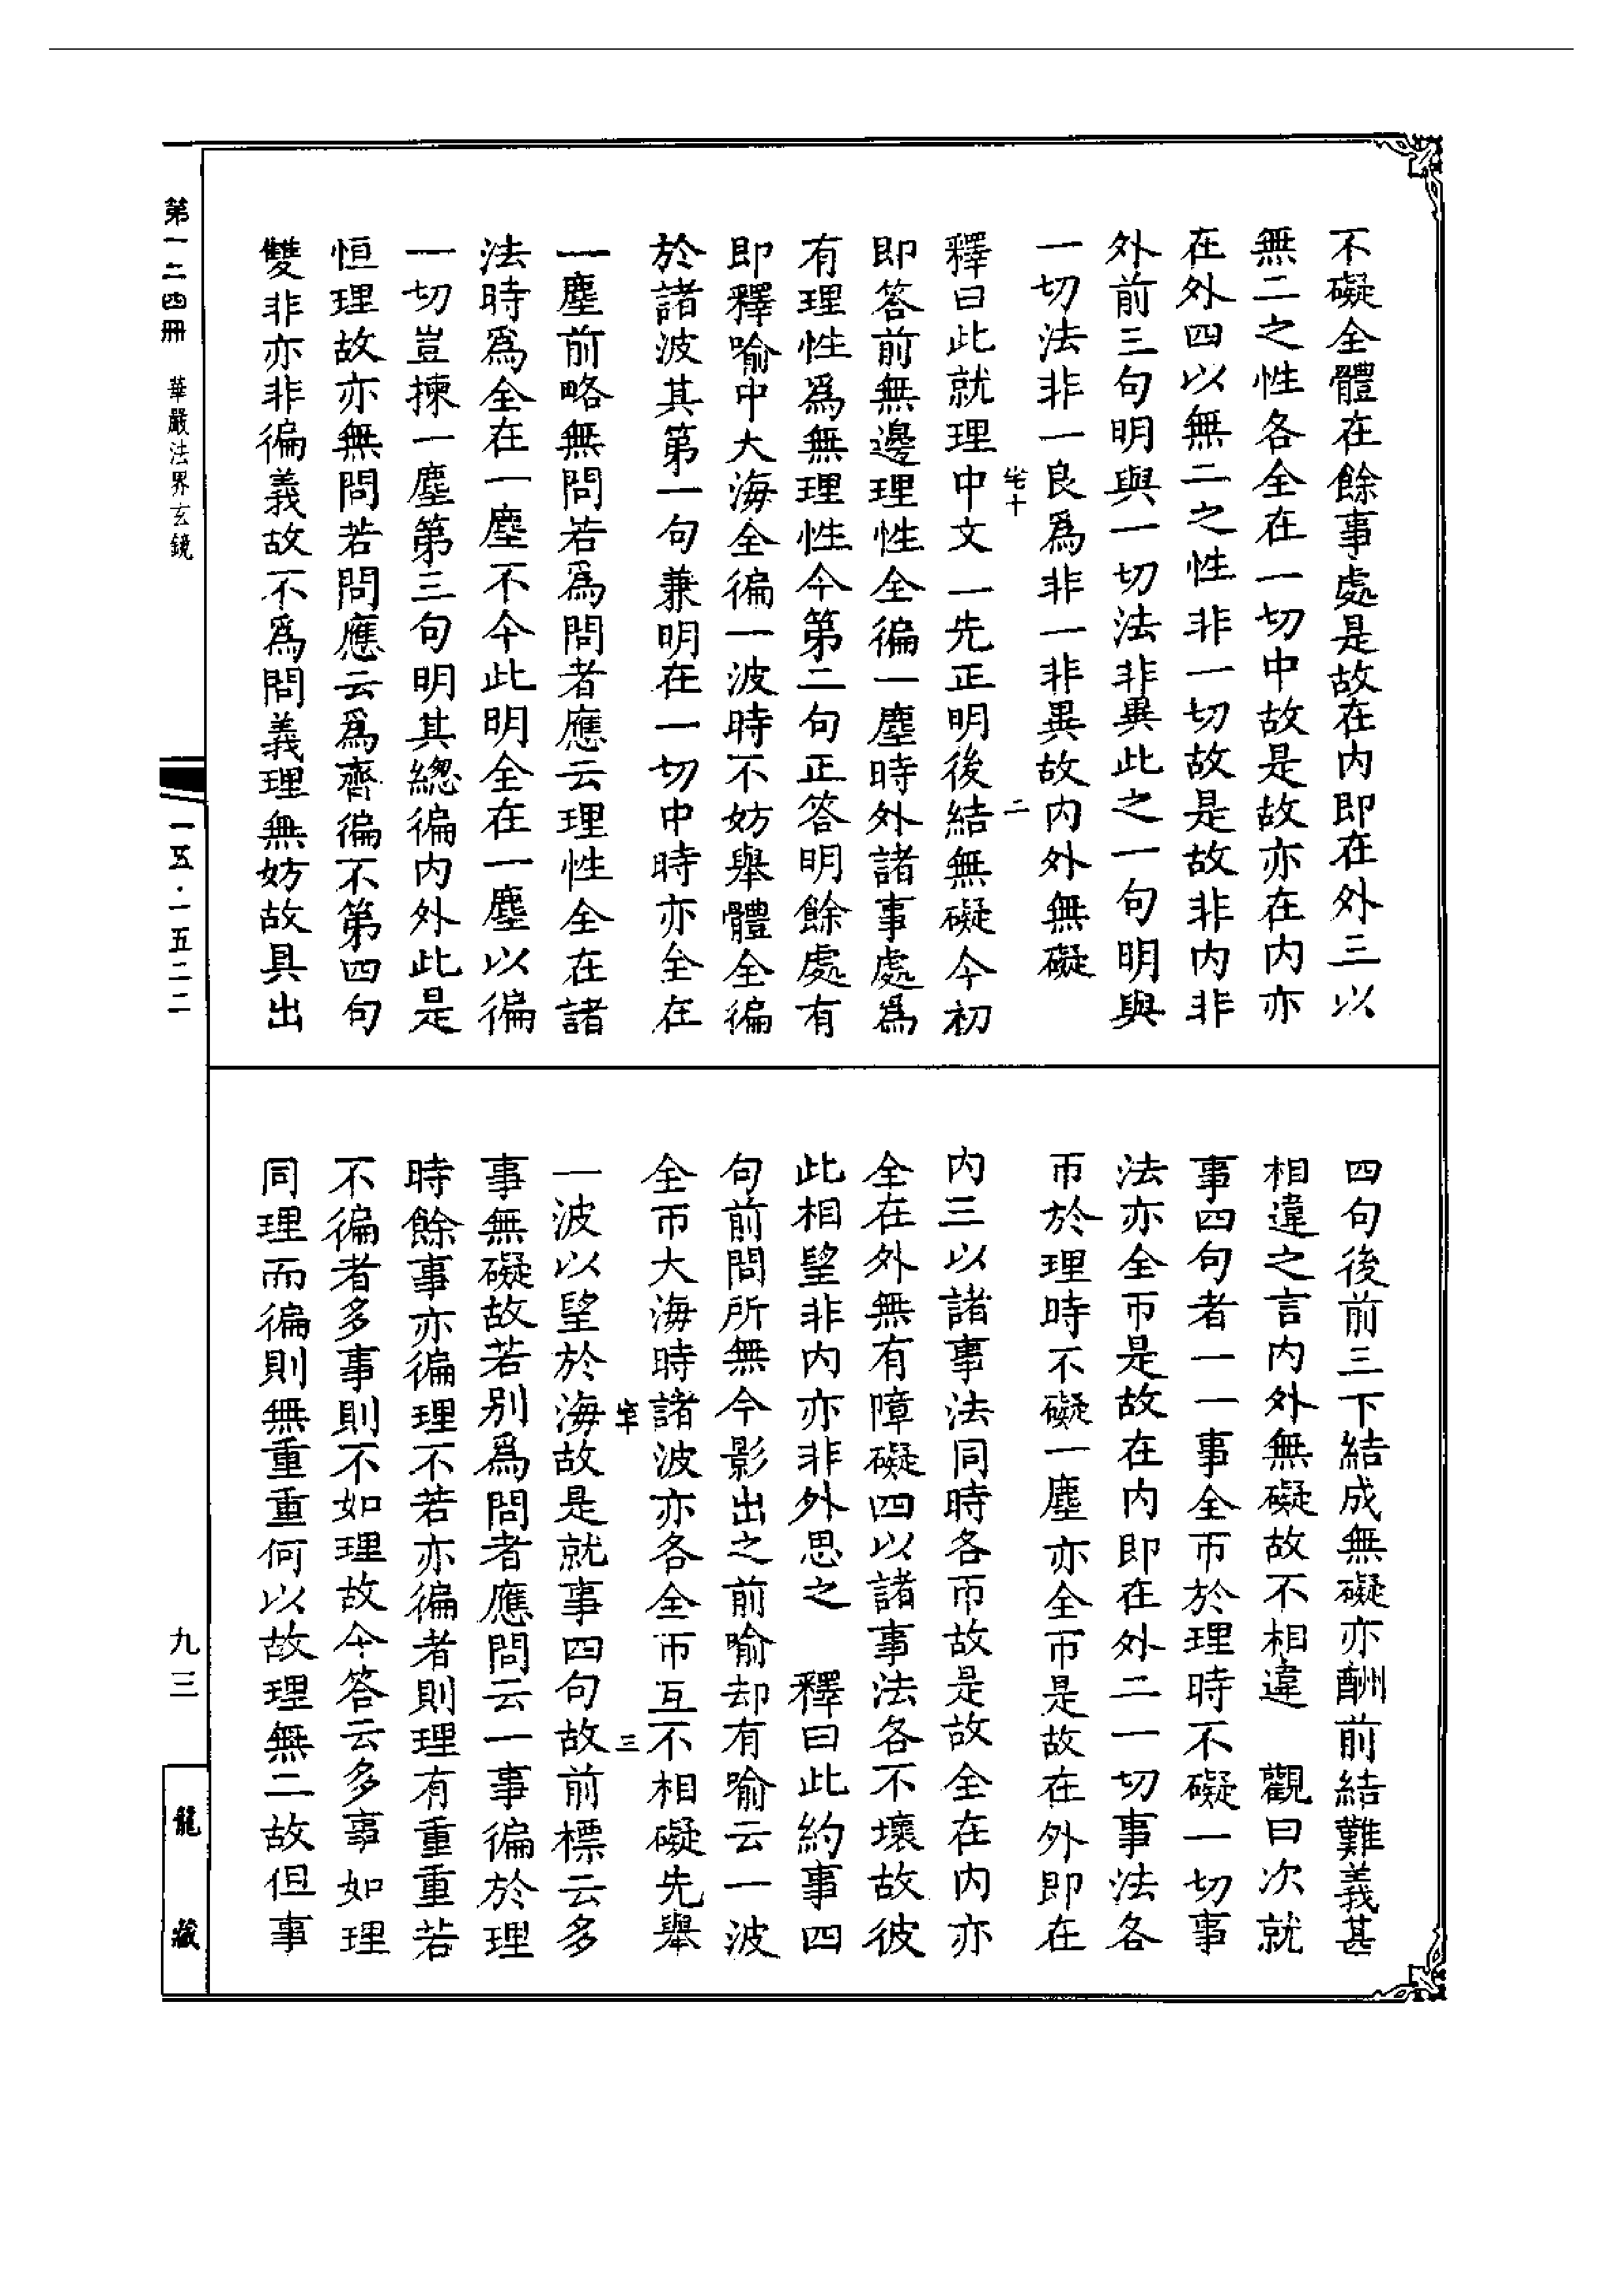 不礙全體在餘事處是故在内即在外三以
無二之性各全在一切中故是故亦在内亦
在外四以無二之性非一切故是故非内非
外前三句明與一切法非異此之一句明與
一切法非一良爲非一非異故内外無礙
二
釋曰此就理中文一先正明後結無礙今初
即答前無邊理性全徧一塵時外諸事處爲
有理性爲無理性今第二句正答明餘處有
即釋喻中大海全徧一波時不妨舉體全徧
於諸波其第一句兼明在一切中時亦全在
一塵前略無問若爲問者應云理性全在諸
法時爲全在一塵不今此明全在一塵以徧
一切豈揀一塵第三句明其緫徧内外此是
恒理故亦無問若問應云爲齊徧不第四句
雙非亦非徧義故不爲問義理無妨故具出
四句後前三下結成無礙亦酬前結難義甚
相違之言内外無礙故不相違　觀曰次就
事四句者一一事全帀於理時不礙一切事
法亦全帀是故在内即在外二一切事法各
帀於理時不礙一塵亦全帀是故在外即在
内三以諸事法同時各帀故是故全在内亦
全在外無有障礙四以諸事法各不壞故彼
此相望非内亦非外思之　釋曰此約事四
句前問所無今影出之前喻却有喻云一波
全帀大海時諸波亦各全帀互不相礙先舉
三
一波以望於海故是就事四句故前標云多
事無礙故若别爲問者應問云一事徧於理
時餘事亦徧理不若亦徧者則理有重重若
不徧者多事則不如理故今答云多事如理
同理而徧則無重重何以故理無二故但事
第一二四冊　華嚴法界玄鏡
一五·一五二二
九三
龍藏